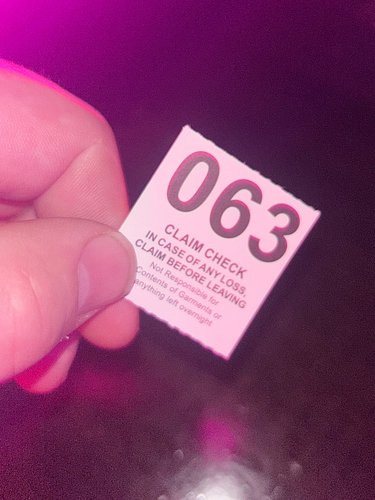 063
CLAIM CHECK
IN CASE OF ANY LOSS,
CLAIM BEFORE LEAVING
Not Responsible for
Contents of Garments or
anything left overnight